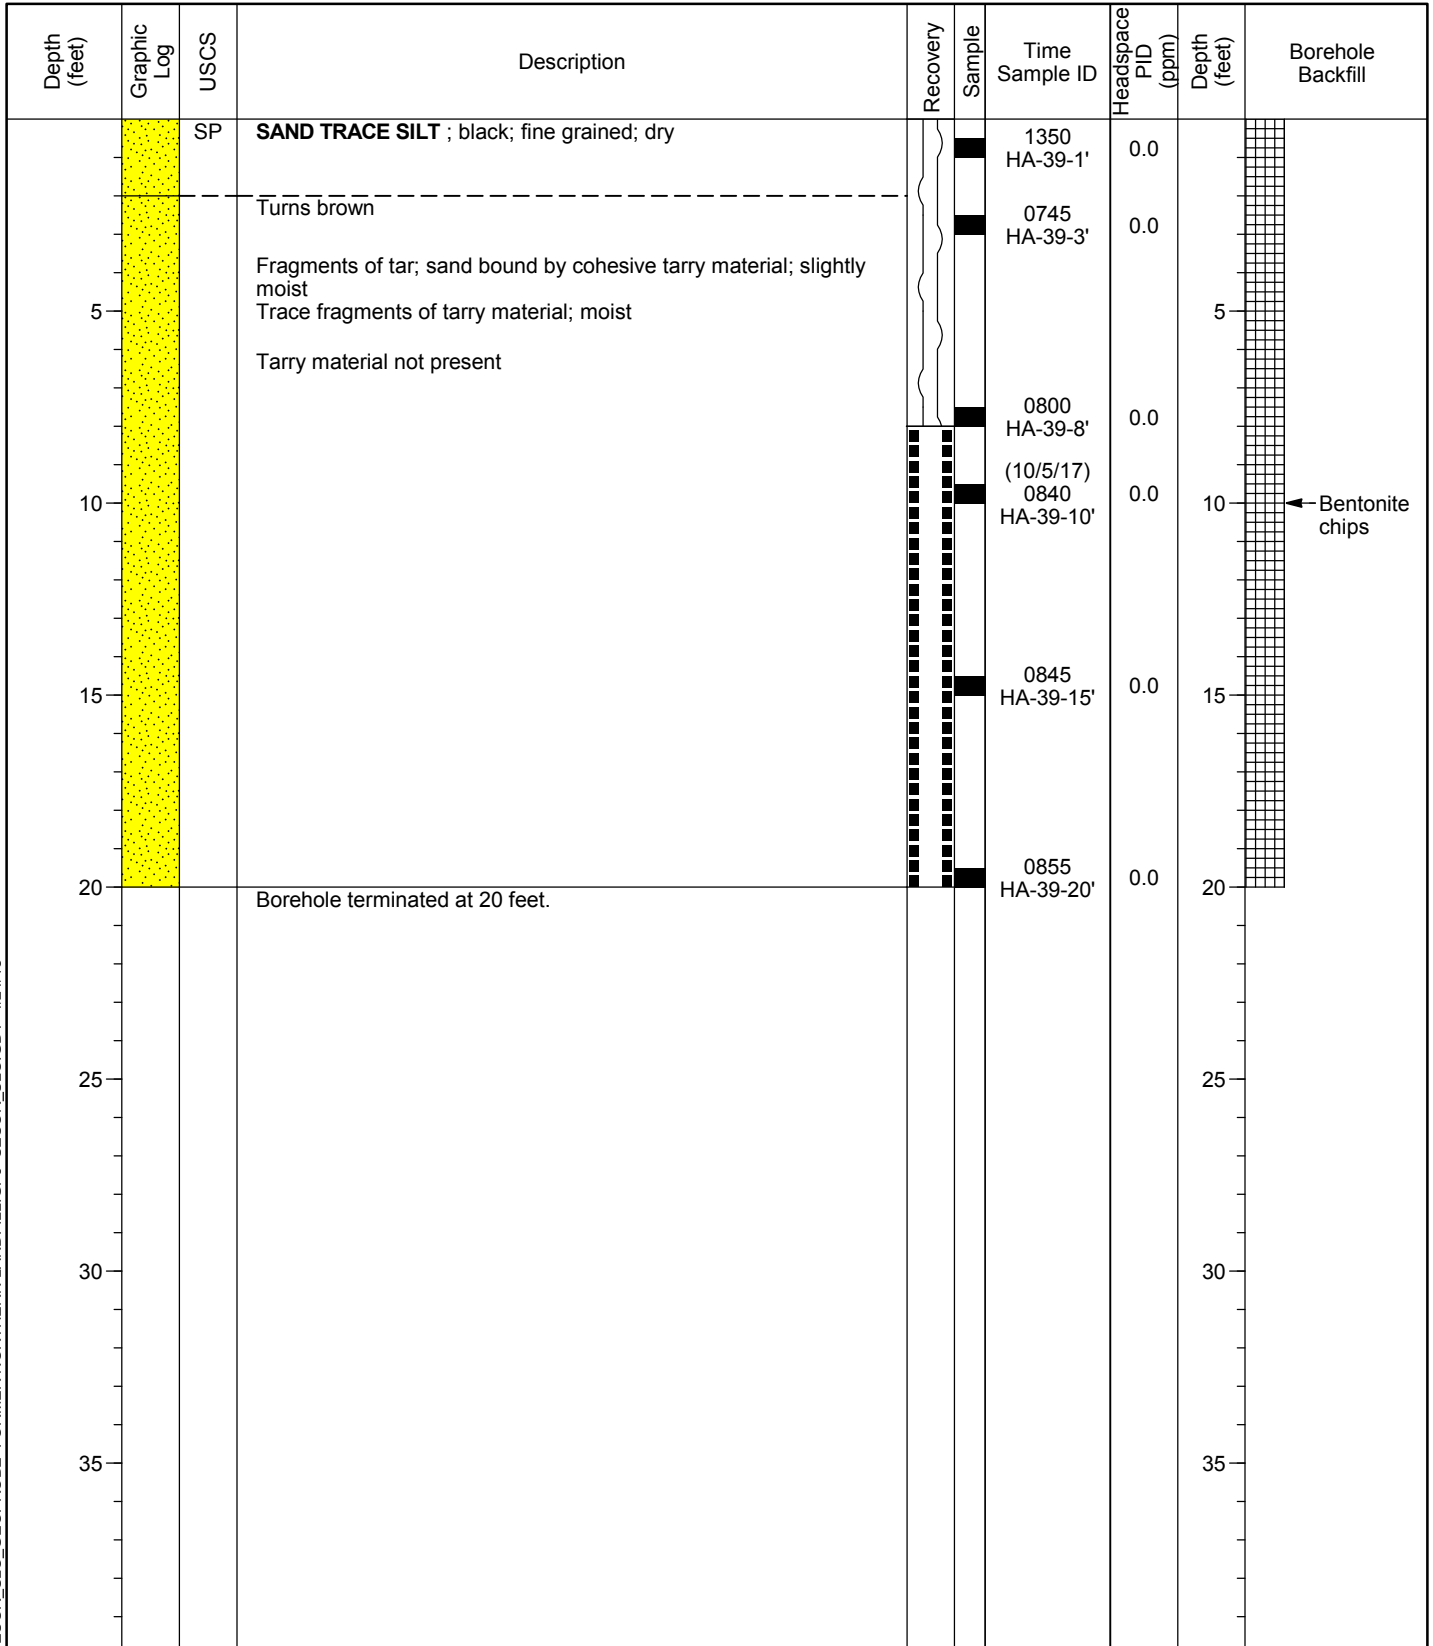 Depth
(feet)
Graphic
Log
USCS
Description
Recovery
Sample
Time
Sample ID
Headspace
PID
(ppm)
Depth
(feet)
Borehole
Backfill
SP
SAND TRACE SILT ; black; fine grained; dry
1350
HA-39-1'
0.0
Turns brown
0745
HA-39-3'
0.0
Fragments of tar; sand bound by cohesive tarry material; slightly
moist
5
Trace fragments of tarry material; moist
5
Tarry material not present
0800
HA-39-8'
0.0
(10/5/17)
10
0840
HA-39-10'
0.0
10
Bentonite
chips
15
0845
HA-39-15'
0.0
15
20
0855
HA-39-20'
0.0
20
Borehole terminated at 20 feet.
25
25
30
30
35
35